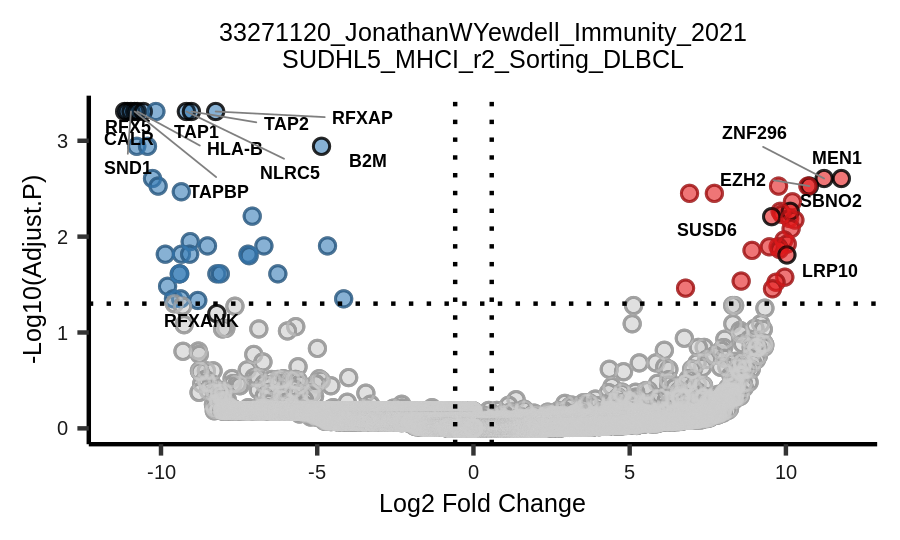 33271120_JonathanWYewdell_Immunity_2021
SUDHL5_MHCI_r2_Sorting_DLBCL
-Log10(Adjust.P)
3
2
1
0
RFX5
CALR
SND1
TAP1
HLA-B
TAPBP
TAP2
NLRC5
RFXAP
B2M
RFXANK
ZNF296
MEN1
EZH2
SBNO2
SUSD6
LRP10
-10
-5
0
5
10
Log2 Fold Change